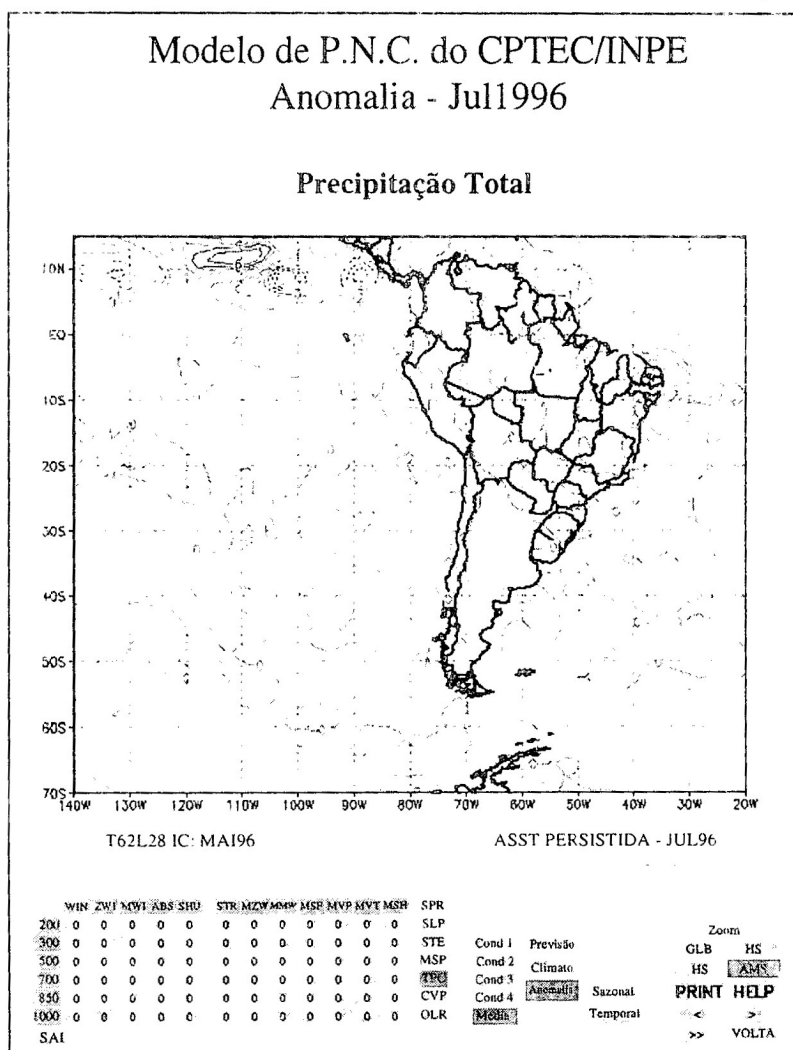 Modelo de P.N.C. do CPTEC/INPE
Anomalia - Jul1996
Precipitação Total
10N
EQ
10S
20S
30S
40S
50S
60S
70S
140W 130W 120W 110W 100W 90W 80W 70W 60W 50W 40W 30W 20W
T62L28 IC: MAI96 ASST PERSISTIDA - JUL96
WIN ZWI MWI ABS SHU STR MZW MMW MSP MVP MVT MSH SPR
200 0 0 0 0 0 0 0 0 0 0 0 0 SLP
300 0 0 0 0 0 0 0 0 0 0 0 0 STE
500 0 0 0 0 0 0 0 0 0 0 0 0 MSP
700 0 0 0 0 0 0 0 0 0 0 0 0
850 0 0 0 0 0 0 0 0 0 0 0 0 CVP
1000 0 0 0 0 0 0 0 0 0 0 0 0 OLR
SAI
Cond 1 Previsão
Cond 2 Climato
Cond 3
Cond 4 Anomalia Sazonal
Média Temporal
Zoom
GLB HS
HS AMS
PRINT HELP
< >
>> VOLTA